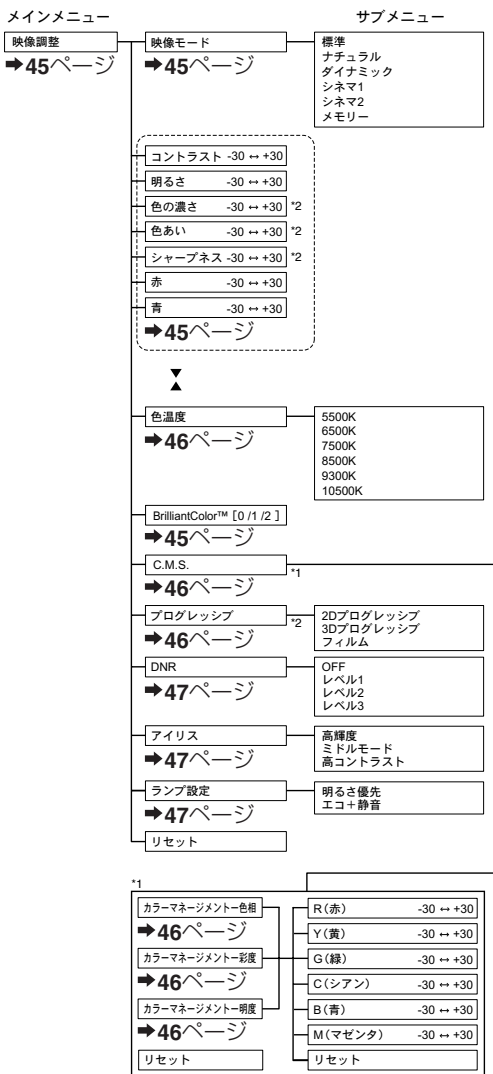 メインメニュー
サブメニュー
映像調整
➡45ページ
映像モード
➡45ページ
標準
ナチュラル
ダイナミック
シネマ1
シネマ2
メモリー
コントラスト -30 ↔ +30
明るさ -30 ↔ +30
色の濃さ -30 ↔ +30 *2
色あい -30 ↔ +30 *2
シャープネス -30 ↔ +30 *2
赤 -30 ↔ +30
青 -30 ↔ +30
➡45ページ
色温度
➡46ページ
5500K
6500K
7500K
8500K
9300K
10500K
BrilliantColor™ [0 /1 /2 ]
➡45ページ
C.M.S. *1
➡46ページ
プログレッシブ *2
➡46ページ
2Dプログレッシブ
3Dプログレッシブ
フィルム
DNR
➡47ページ
OFF
レベル1
レベル2
レベル3
アイリス
➡47ページ
高輝度
ミドルモード
高コントラスト
ランプ設定
➡47ページ
明るさ優先
エコ+静音
リセット
*1
カラーマネージメントー色相
➡46ページ
カラーマネージメントー彩度
➡46ページ
カラーマネージメントー明度
➡46ページ
リセット
R(赤) -30 ↔ +30
Y(黄) -30 ↔ +30
G(緑) -30 ↔ +30
C(シアン) -30 ↔ +30
B(青) -30 ↔ +30
M(マゼンタ) -30 ↔ +30
リセット